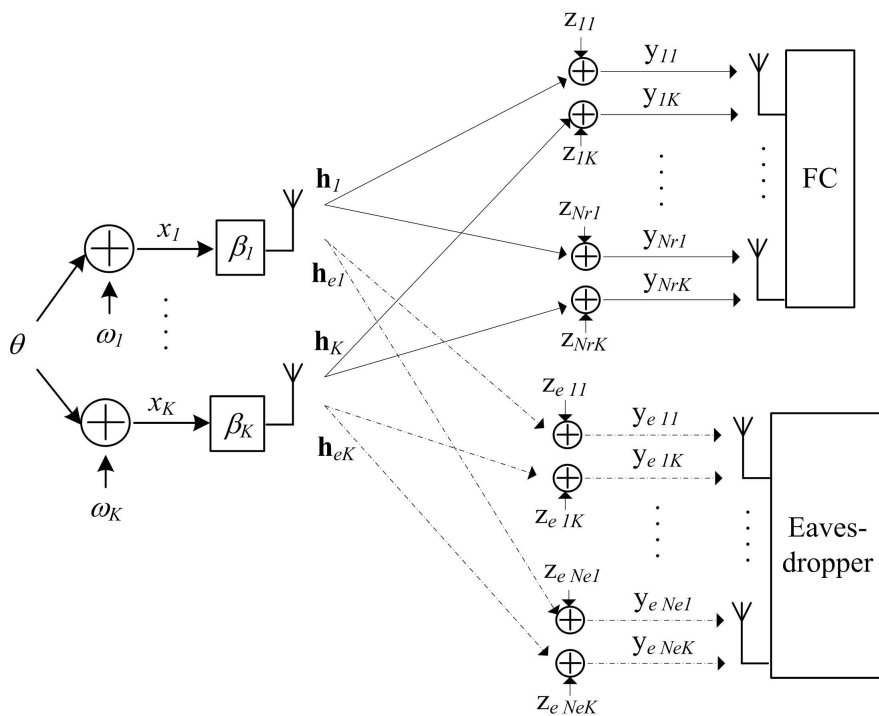 θ
ω1
x1
β1
h1
he1
ωK
xK
βK
hK
heK
z11
y11
y1K
z1K
zNr1
yNr1
yNrK
zNrK
FC
ze 11
ye 11
ye 1K
ze 1K
ze Ne1
ye Ne1
ye NeK
ze NeK
Eaves-
dropper